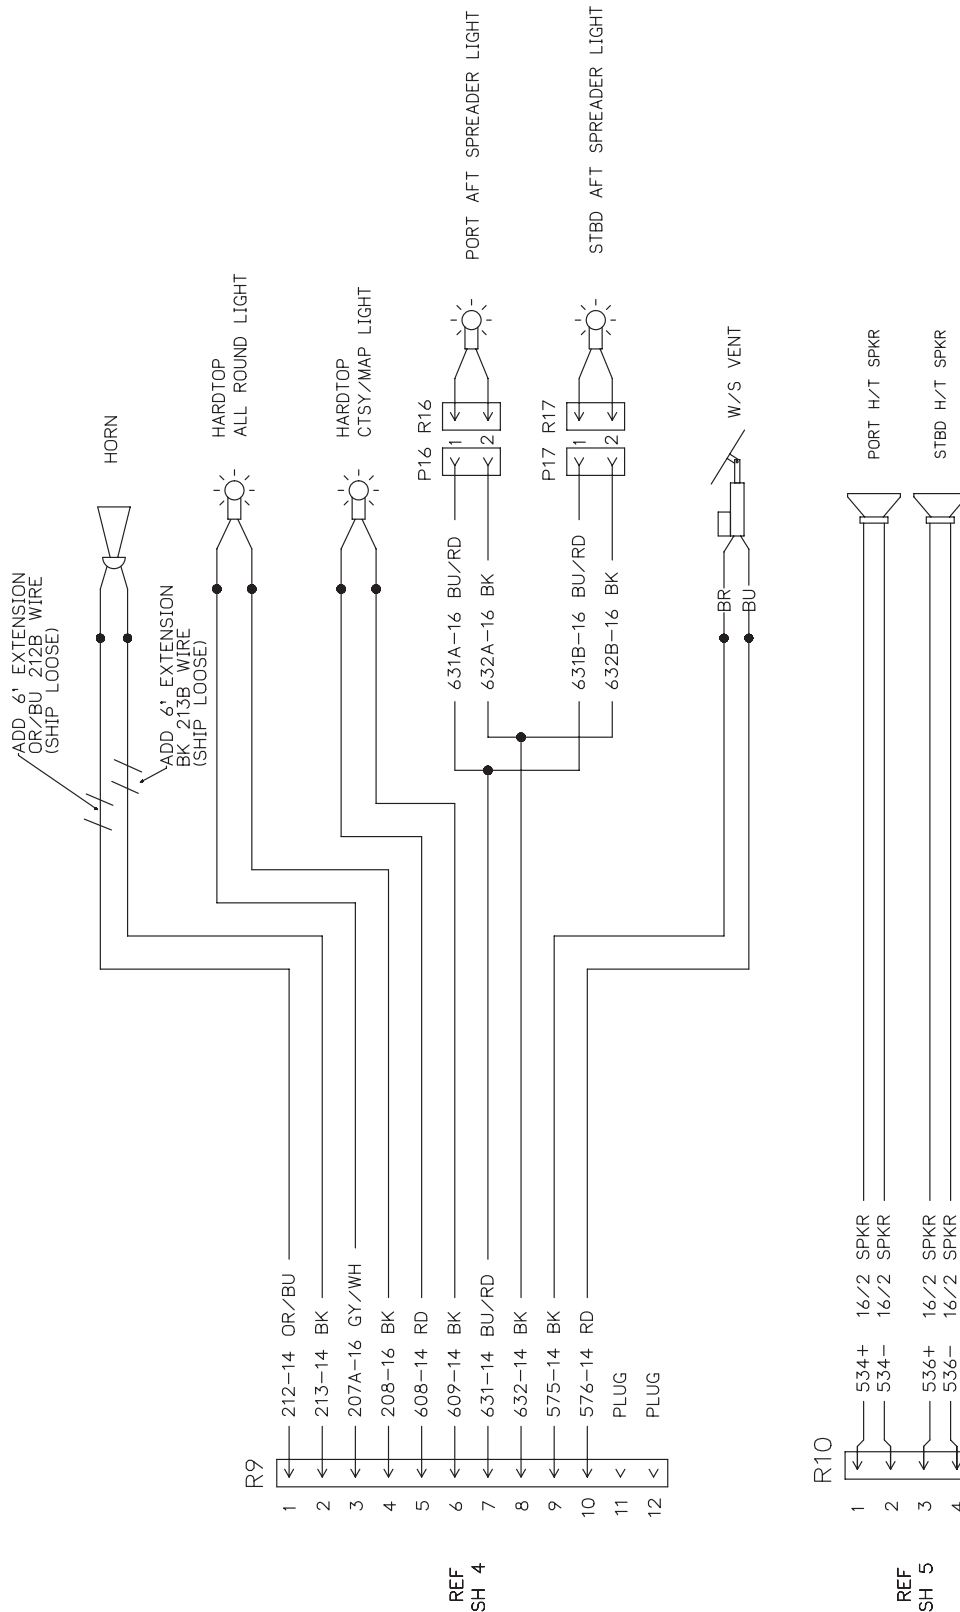 ADD 6' EXTENSION
OR/BU 212B WIRE
(SHIP LOOSE)
ADD 6' EXTENSION
BK 213B WIRE
(SHIP LOOSE)
HORN
HARDTOP
ALL ROUND LIGHT
HARDTOP
CTSY/MAP LIGHT
PORT AFT SPREADER LIGHT
STBD AFT SPREADER LIGHT
P16 R16
1
2
P17 R17
1
2
631A-16 BU/RD
632A-16 BK
631B-16 BU/RD
632B-16 BK
W/S VENT
BR
BU
PORT H/T SPKR
STBD H/T SPKR
R9
1 212-14 OR/BU
2 213-14 BK
3 207A-16 GY/WH
4 208-16 BK
5 608-14 RD
6 609-14 BK
7 631-14 BU/RD
8 632-14 BK
9 575-14 BK
10 576-14 RD
11 PLUG
12 PLUG
REF
SH 4
R10
1 534+ 16/2 SPKR
2 534- 16/2 SPKR
3 536+ 16/2 SPKR
4 536- 16/2 SPKR
REF
SH 5